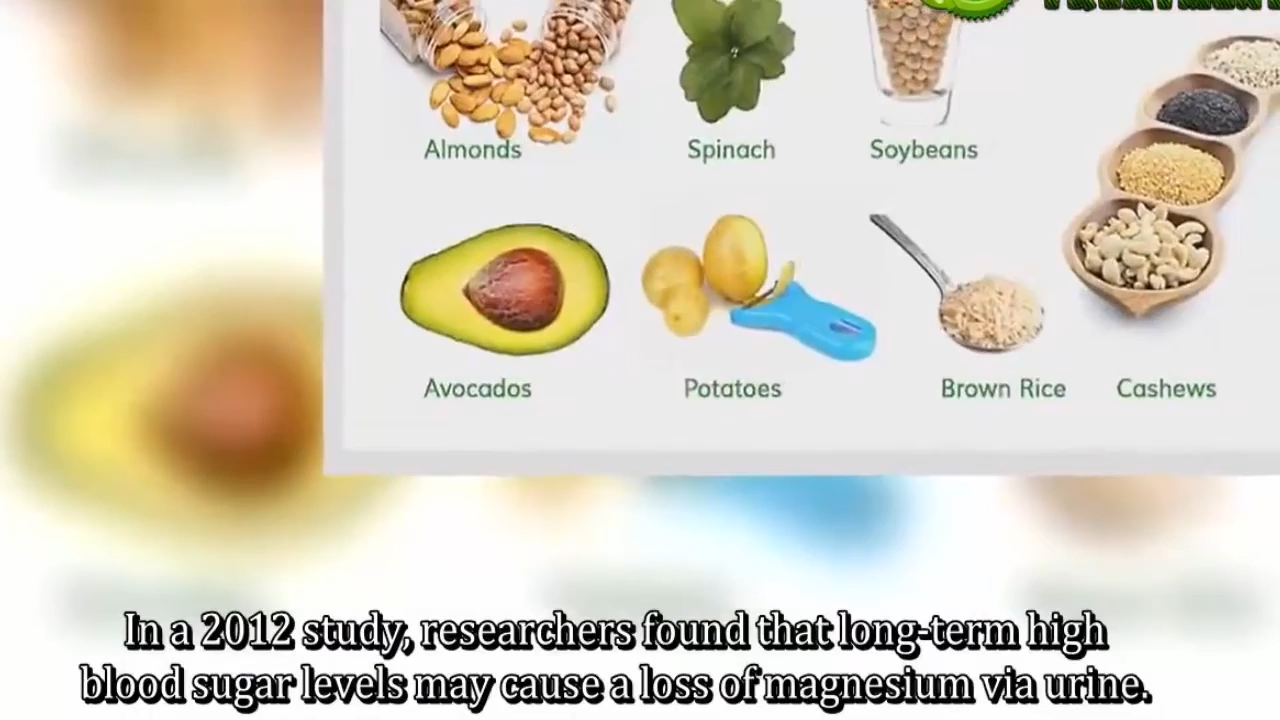 TREATMENT
Almonds
Spinach
Soybeans
Avocados
Potatoes
Brown Rice
Cashews
In a 2012 study, researchers found that long-term high
blood sugar levels may cause a loss of magnesium via urine.